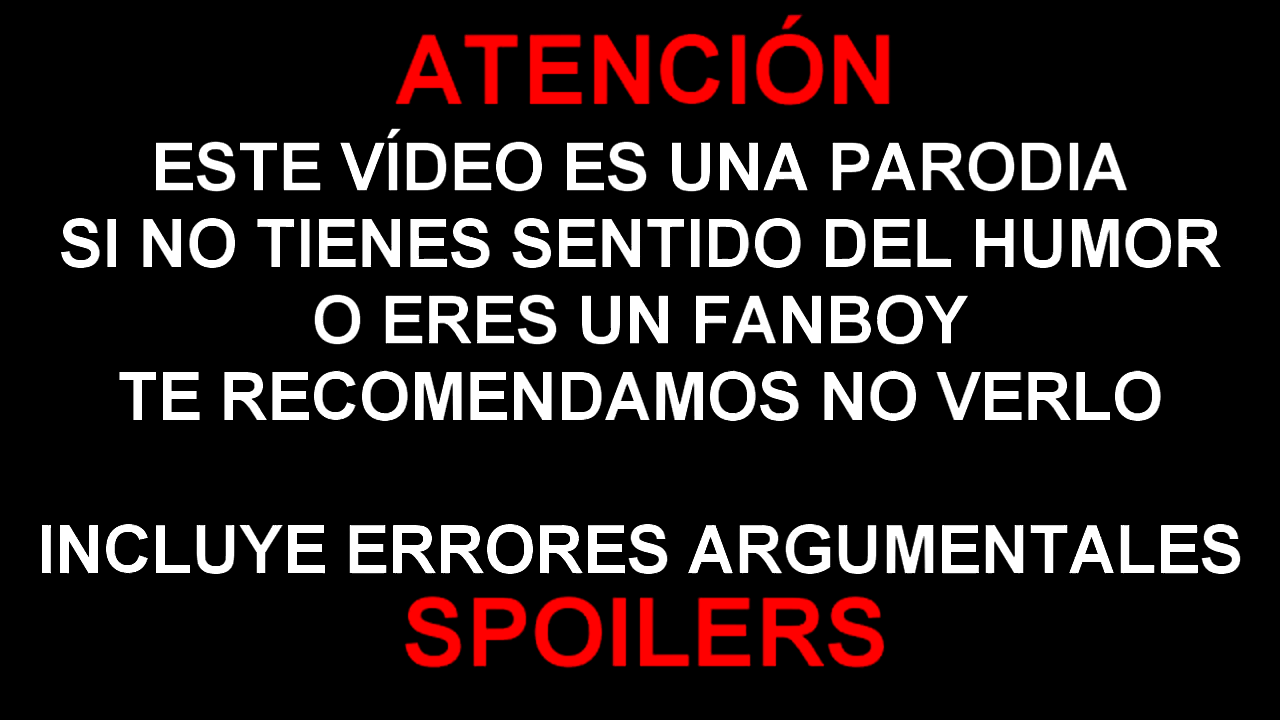 ATENCIÓN
ESTE VÍDEO ES UNA PARODIA
SI NO TIENES SENTIDO DEL HUMOR
O ERES UN FANBOY
TE RECOMENDAMOS NO VERLO
INCLUYE ERRORES ARGUMENTALES
SPOILERS